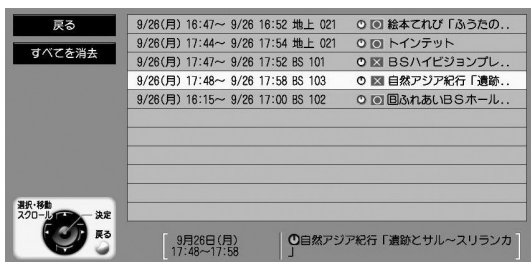 戻る
すべてを消去
9/26(月) 16:47～ 9/26 16:52 地上 021 絵本てれび「ふうたの..
9/26(月) 17:44～ 9/26 17:54 地上 021 トインテット
9/26(月) 17:47～ 9/26 17:52 BS 101 BSハイビジョンプレ..
9/26(月) 17:48～ 9/26 17:58 BS 103 自然アジア紀行「遺跡..
9/26(月) 16:15～ 9/26 17:00 BS 102 回ふれあいBSホール..
選択・移動
スクロール
決定
戻る
9月26日(月)
17:48～17:58
自然アジア紀行「遺跡とサル～スリランカ
」